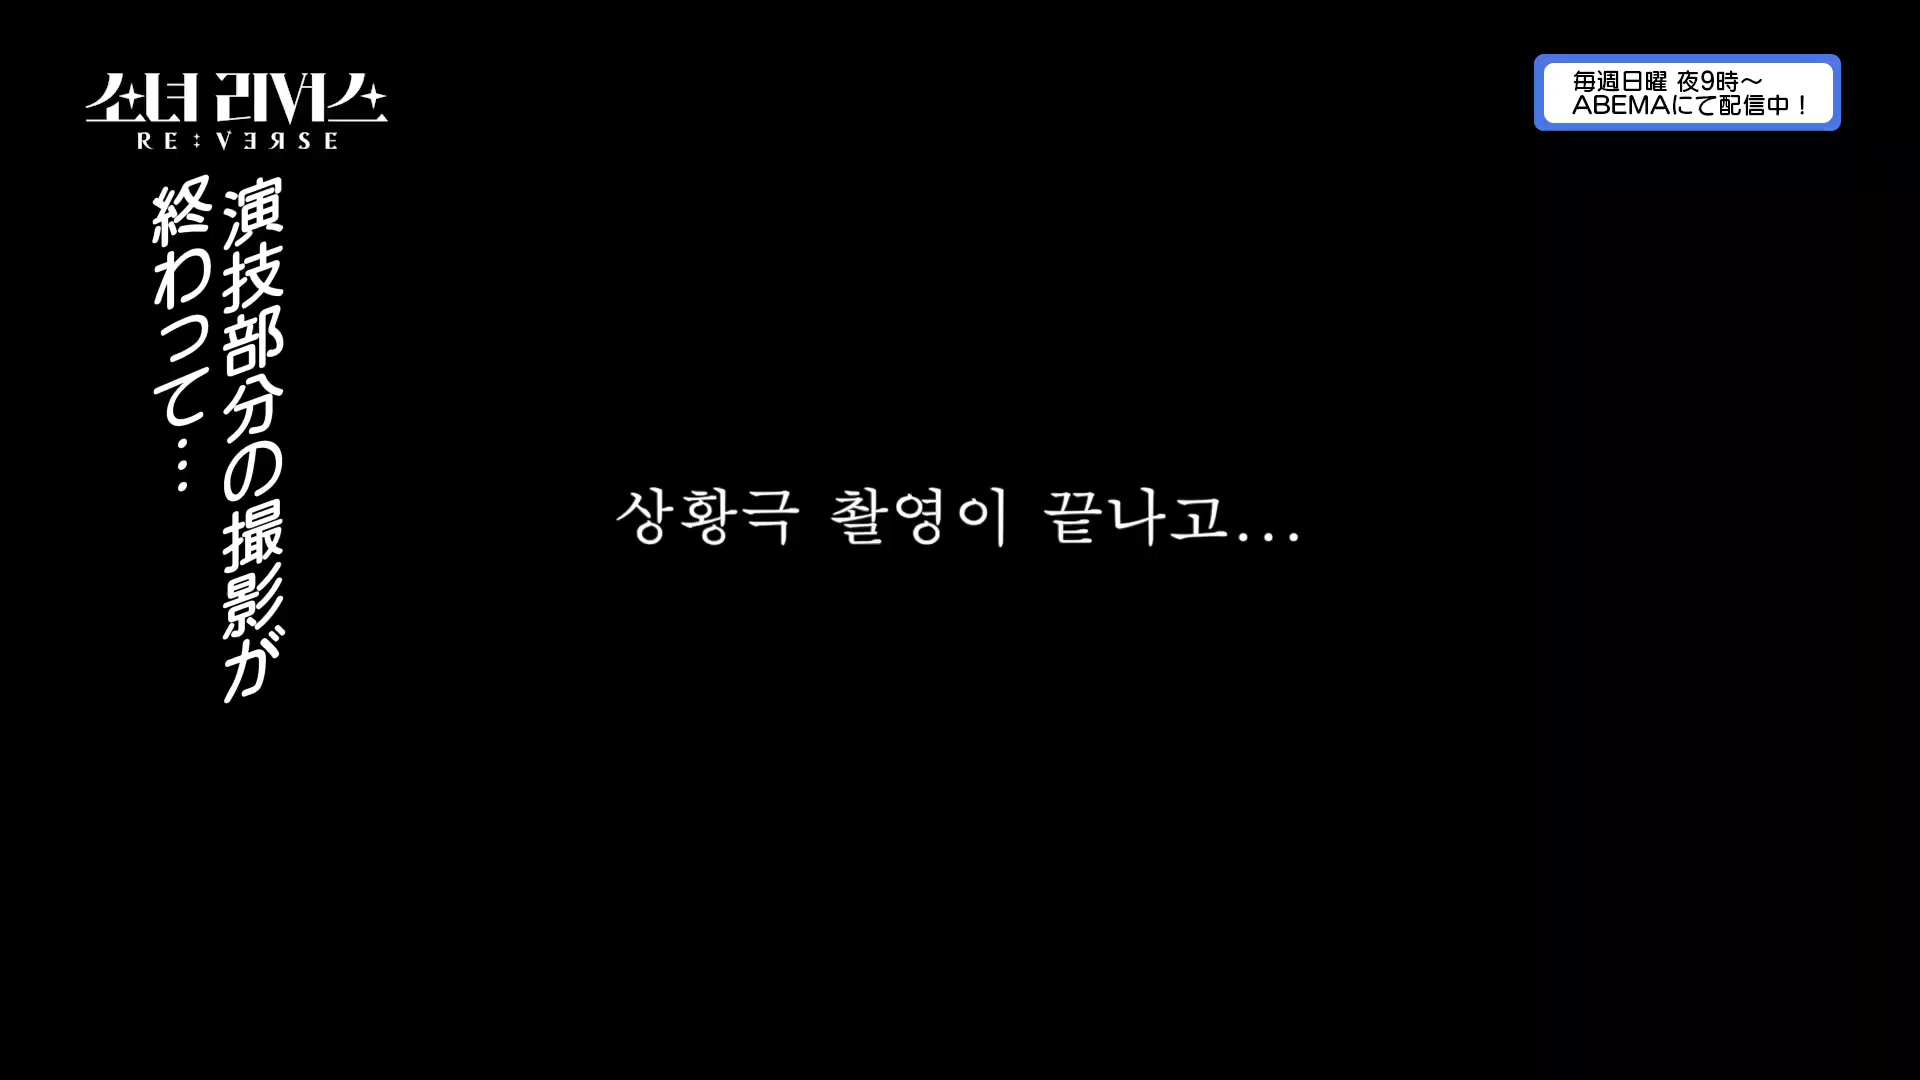 소녀 리버스
RE:VERSE
毎週日曜 夜9時～
ABEMAにて配信中！
演技部分の撮影が
終わって…
상황극 촬영이 끝나고...